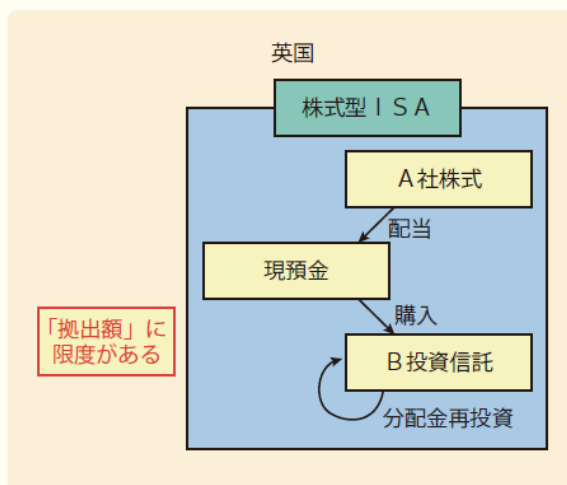 英国
株式型ISA
A社株式
配当
現預金
購入
「拠出額」に
限度がある
B投資信託
分配金再投資